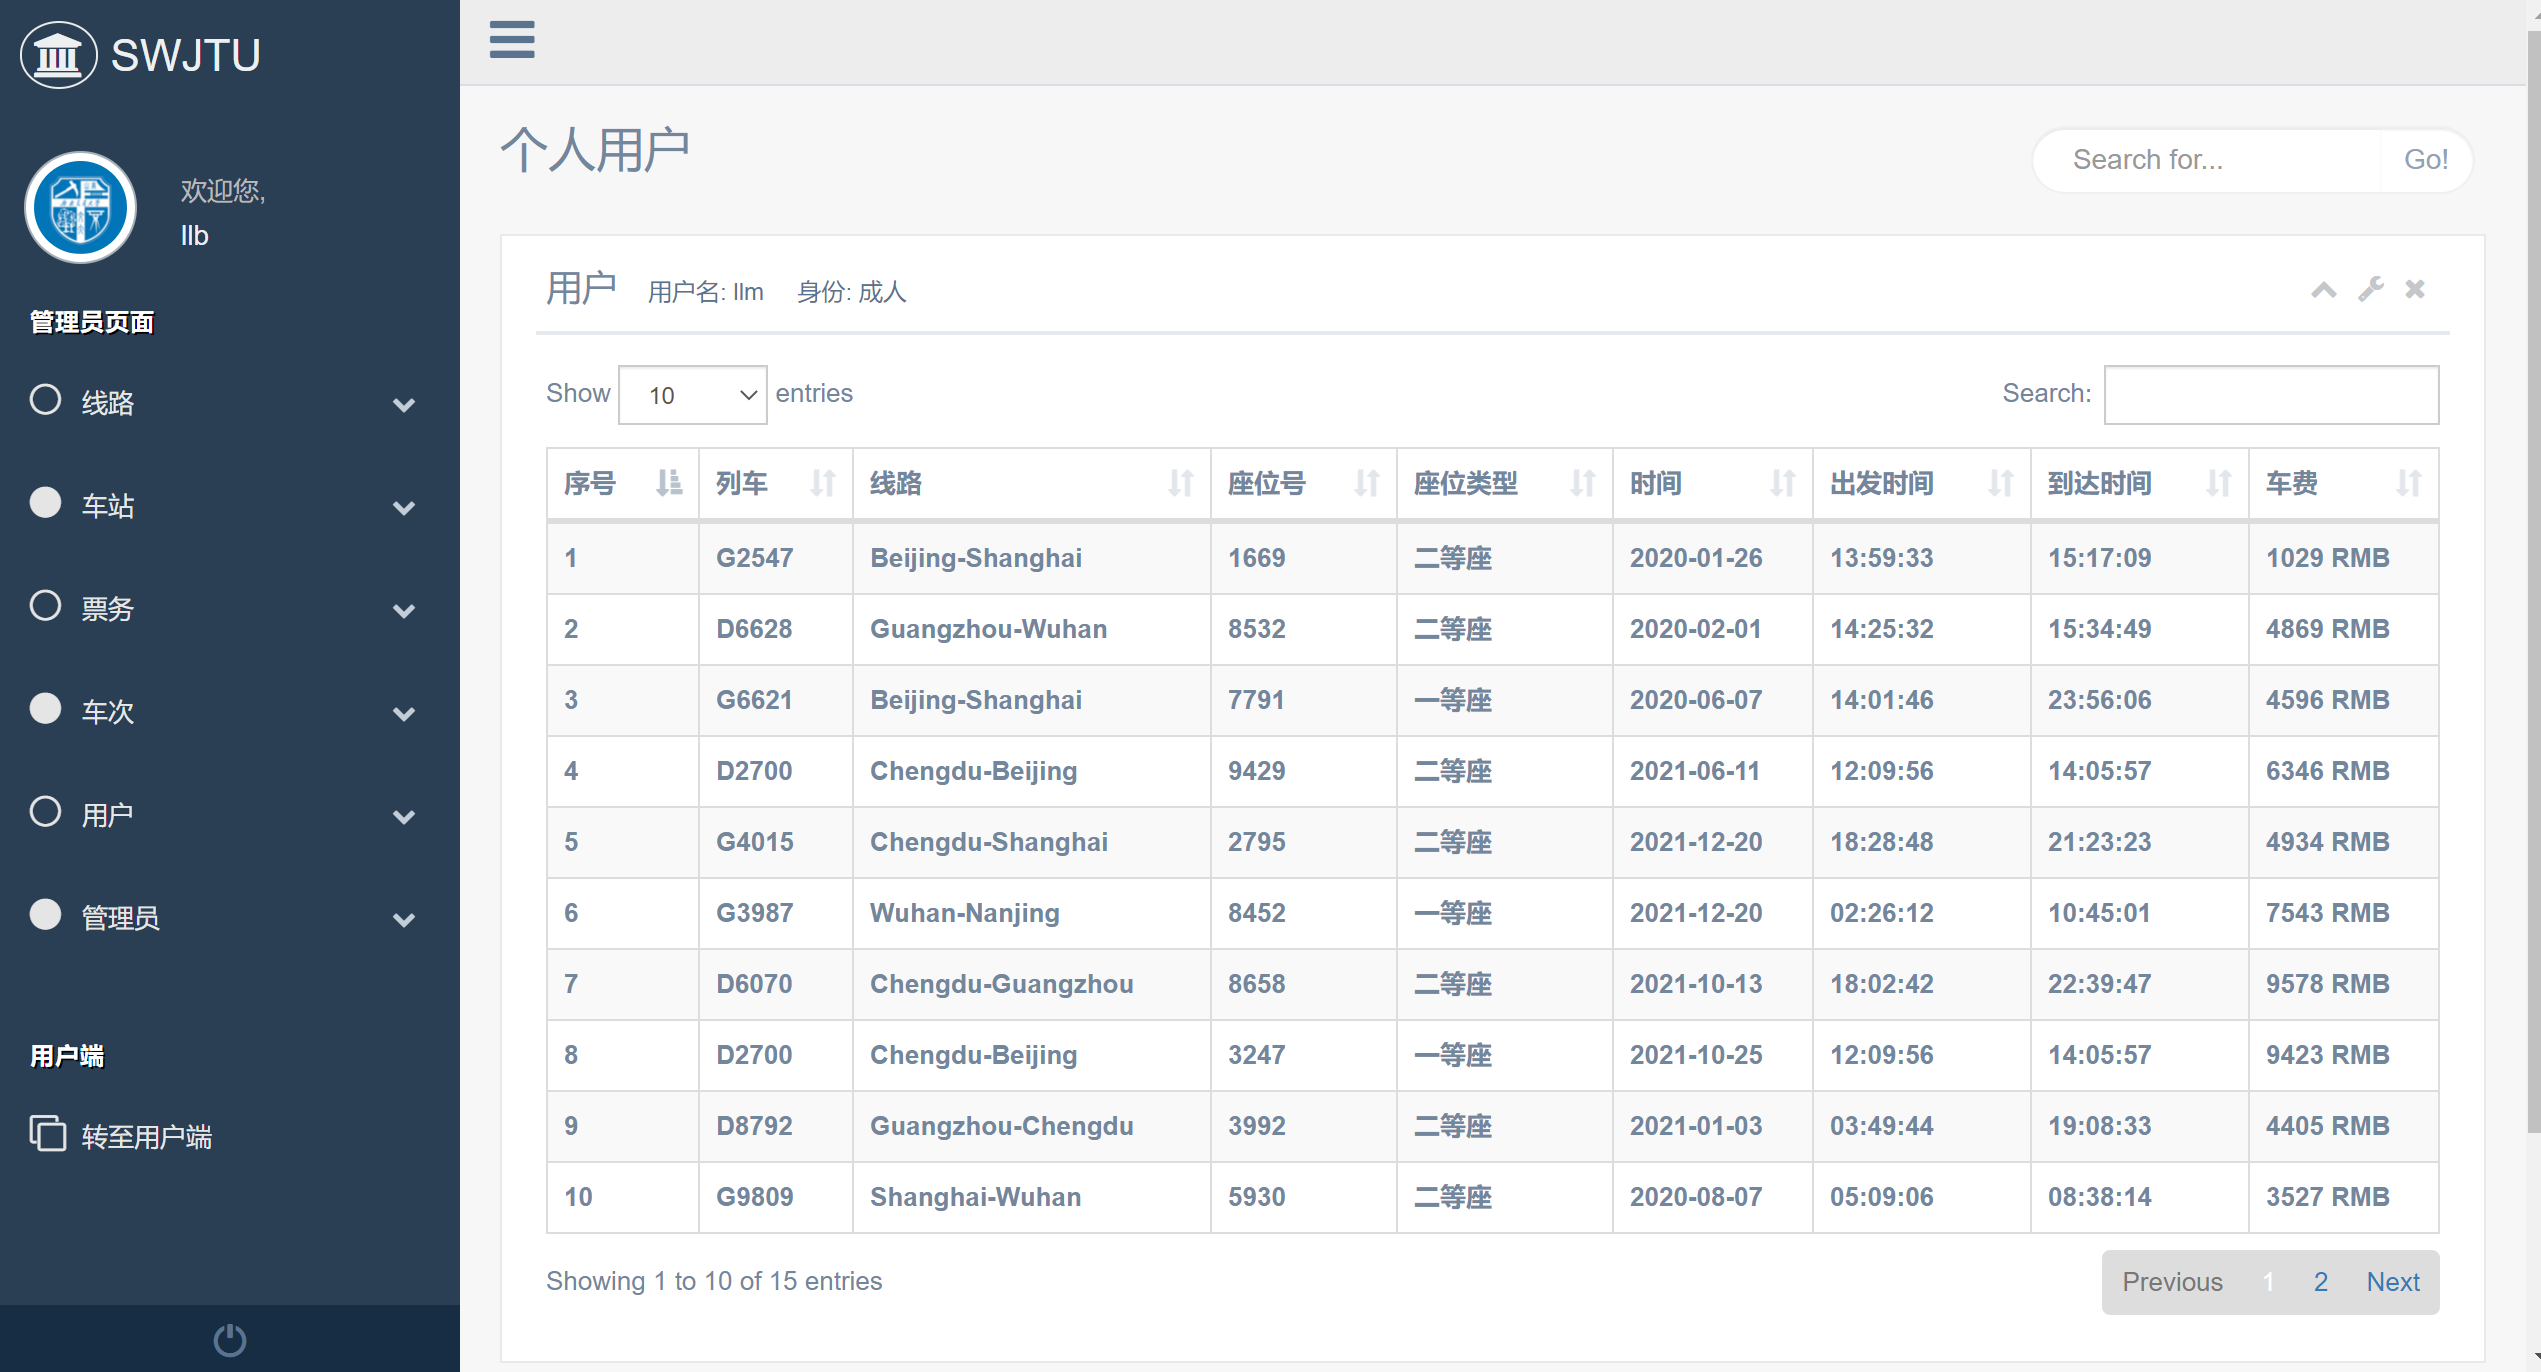 SWJTU
欢迎您,
llb
管理员页面
线路
车站
票务
车次
用户
管理员
用户端
转至用户端
个人用户
Search for... Go!
用户 用户名: llm 身份: 成人
Show 10 entries Search:
序号 列车 线路 座位号 座位类型 时间 出发时间 到达时间 车费
1 G2547 Beijing-Shanghai 1669 二等座 2020-01-26 13:59:33 15:17:09 1029 RMB
2 D6628 Guangzhou-Wuhan 8532 二等座 2020-02-01 14:25:32 15:34:49 4869 RMB
3 G6621 Beijing-Shanghai 7791 一等座 2020-06-07 14:01:46 23:56:06 4596 RMB
4 D2700 Chengdu-Beijing 9429 二等座 2021-06-11 12:09:56 14:05:57 6346 RMB
5 G4015 Chengdu-Shanghai 2795 二等座 2021-12-20 18:28:48 21:23:23 4934 RMB
6 G3987 Wuhan-Nanjing 8452 一等座 2021-12-20 02:26:12 10:45:01 7543 RMB
7 D6070 Chengdu-Guangzhou 8658 二等座 2021-10-13 18:02:42 22:39:47 9578 RMB
8 D2700 Chengdu-Beijing 3247 一等座 2021-10-25 12:09:56 14:05:57 9423 RMB
9 D8792 Guangzhou-Chengdu 3992 二等座 2021-01-03 03:49:44 19:08:33 4405 RMB
10 G9809 Shanghai-Wuhan 5930 二等座 2020-08-07 05:09:06 08:38:14 3527 RMB
Showing 1 to 10 of 15 entries Previous 1 2 Next